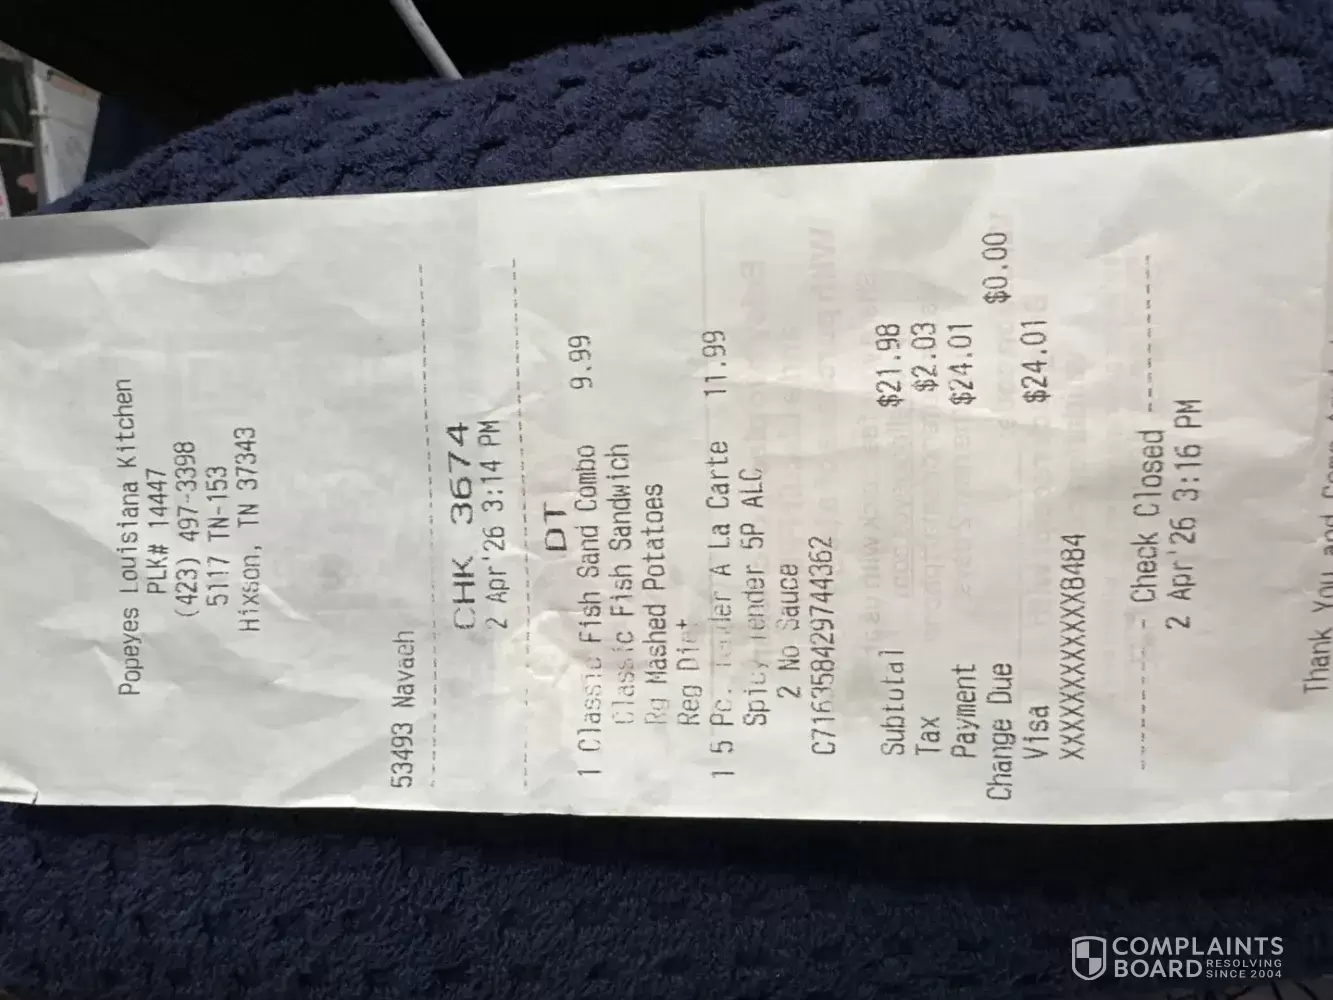 Popeyes Louisiana Kitchen
PLK# 14447
(423) 497-3398
5117 TN-153
Hixson, TN 37343
53493 Navaeh
CHK 3674
2 Apr'26 3:14 PM
DT
1 Classic Fish Sand Combo 9.99
Classic Fish Sandwich
Rg Mashed Potatoes
Reg
1 5 Pc. Tender A La Carte 11.99
Spicy Tender 5P ALC
2 No Sauce
C716358429744362
Subtotal $21.98
Tax $2.03
Payment $24.01
Change Due $0.00
Visa $24.01
XXXXXXXXXXXX8484
Check Closed
2 Apr'26 3:16 PM
Thank You and
COMPLAINTS
BOARD RESOLVING
SINCE 2004